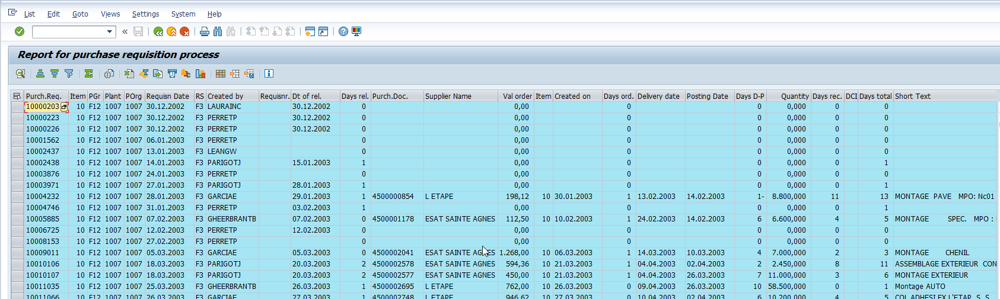 List Edit Goto Views Settings System Help
Report for purchase requisition process
Purch.Req. Item PGr Plant POrg Requisn Date RS Created by Requisnr. Dt of rel. Days rel. Purch.Doc. Supplier Name Val order Item Created on Days ord. Delivery date Posting Date Days D-P Quantity Days rec. DCI Days total Short Text
10000203 10 F12 1007 1007 30.12.2002 F3 LAURAINC 30.12.2002 0 0,00 0 0 0,000 0 0
10000223 10 F12 1007 1007 30.12.2002 F3 PERRETP 30.12.2002 0 0,00 0 0 0,000 0 0
10000226 10 F12 1007 1007 30.12.2002 F3 PERRETP 30.12.2002 0 0,00 0 0 0,000 0 0
10001562 10 F12 1007 1007 06.01.2003 F3 PERRETP 0 0,00 0 0 0,000 0 0
10002437 10 F12 1007 1007 13.01.2003 F3 LEANGW 0 0,00 0 0 0,000 0 0
10002438 10 F12 1007 1007 14.01.2003 F3 PARIGOTJ 15.01.2003 1 0,00 0 0 0,000 0 1
10003876 10 F12 1007 1007 24.01.2003 F3 PERRETP 0 0,00 0 0 0,000 0 0
10003971 10 F12 1007 1007 27.01.2003 F3 PARIGOTJ 28.01.2003 1 0,00 0 0 0,000 0 1
10004232 10 F12 1007 1007 28.01.2003 F3 GARCIAE 29.01.2003 1 4500000854 L ETAPE 198,12 10 30.01.2003 1 13.02.2003 14.02.2003 1- 8.800,000 11 13 MONTAGE PAVE MPO: Nc01
10004746 10 F12 1007 1007 31.01.2003 F3 PERRETP 03.02.2003 1 0,00 0 0 0,000 0 1
10005885 10 F12 1007 1007 07.02.2003 F3 GHEERBRANTB 07.02.2003 0 4500001178 ESAT SAINTE AGNES 112,50 10 10.02.2003 1 24.02.2003 14.02.2003 6 6.600,000 4 5 MONTAGE SPEC. MPO :
10006725 10 F12 1007 1007 12.02.2003 F3 PERRETP 12.02.2003 0 0,00 0 0 0,000 0 0
10008153 10 F12 1007 1007 27.02.2003 F3 PERRETP 0 0,00 0 0 0,000 0 0
10009011 10 F12 1007 1007 05.03.2003 F3 GARCIAE 05.03.2003 0 4500002041 ESAT SAINTE AGNES 1.268,00 10 06.03.2003 1 14.03.2003 10.03.2003 4 7.000,000 2 3 MONTAGE CHENIL
10010106 10 F12 1007 1007 18.03.2003 F3 PARIGOTJ 20.03.2003 2 4500002578 ESAT SAINTE AGNES 594,36 10 21.03.2003 1 04.04.2003 02.04.2003 2 2.450,000 8 11 ASSEMBLAGE EXTERIEUR CON
10010107 10 F12 1007 1007 18.03.2003 F3 PARIGOTJ 20.03.2003 2 4500002577 ESAT SAINTE AGNES 450,00 10 21.03.2003 1 04.04.2003 26.03.2003 7 11.000,000 3 6 MONTAGE EXTERIEUR
10011035 10 F12 1007 1007 25.03.2003 F3 GHEERBRANTB 26.03.2003 1 4500002695 L ETAPE 762,00 10 26.03.2003 0 09.04.2003 26.03.2003 10 58.500,000 0 1 Montage AUTO
10011066 10 F12 1007 1007 26.03.2003 F3 GARCIAE 27.03.2003 1 4500002748 L ETAPE 946,62 10 27.03.2003 0 10.04.2003 02.04.2003 6 10.200,000 4 5 COL ADHESI EX L'ETAP S S